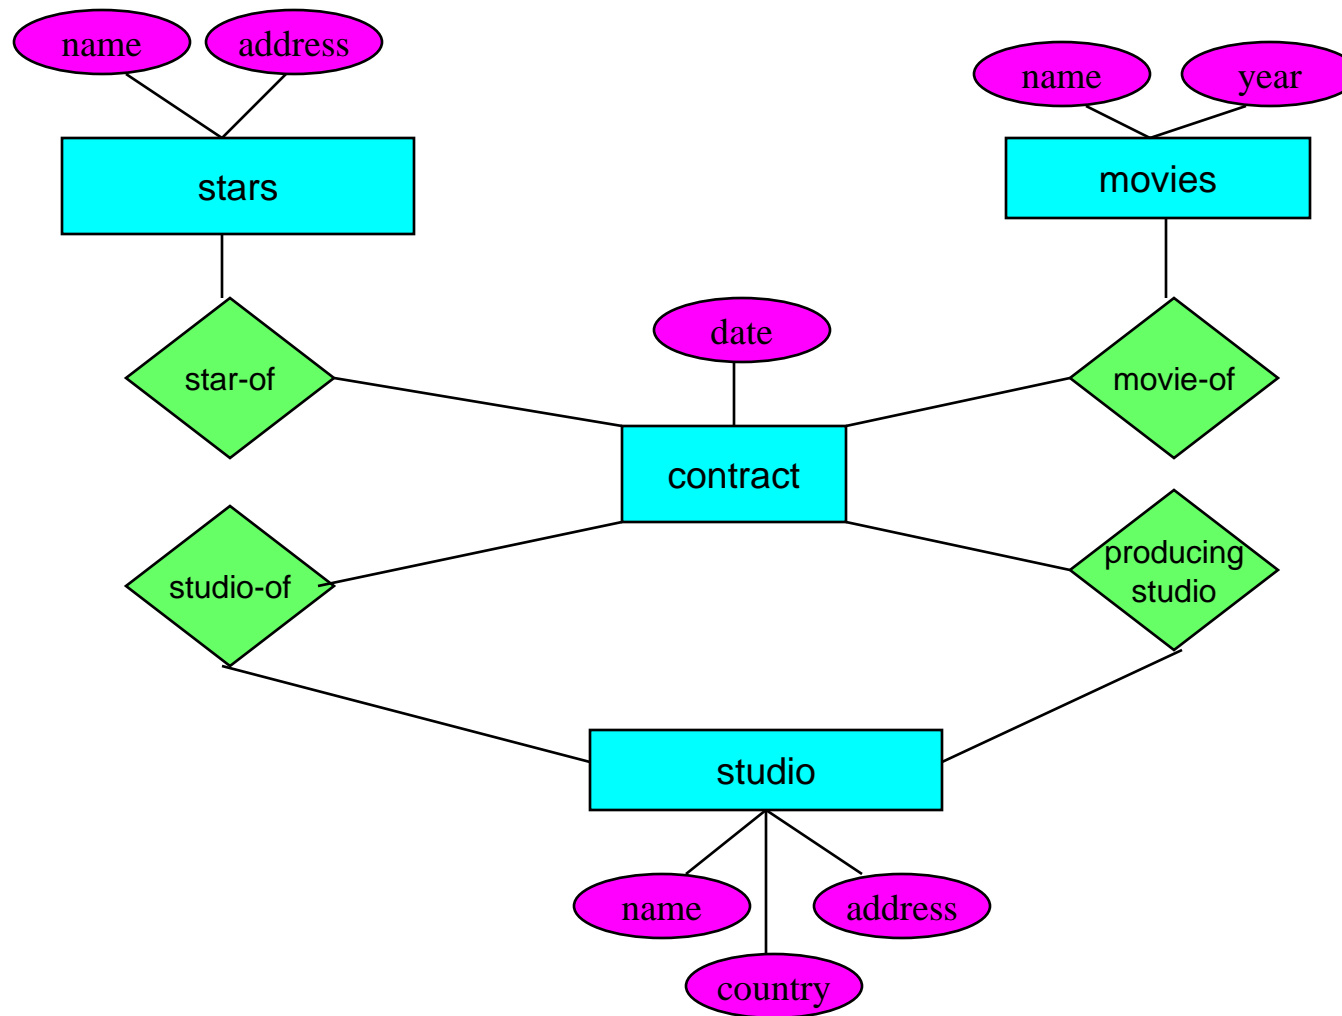 name
address
name
year
stars
movies
date
star-of
movie-of
contract
studio-of
producing
studio
studio
name
address
country